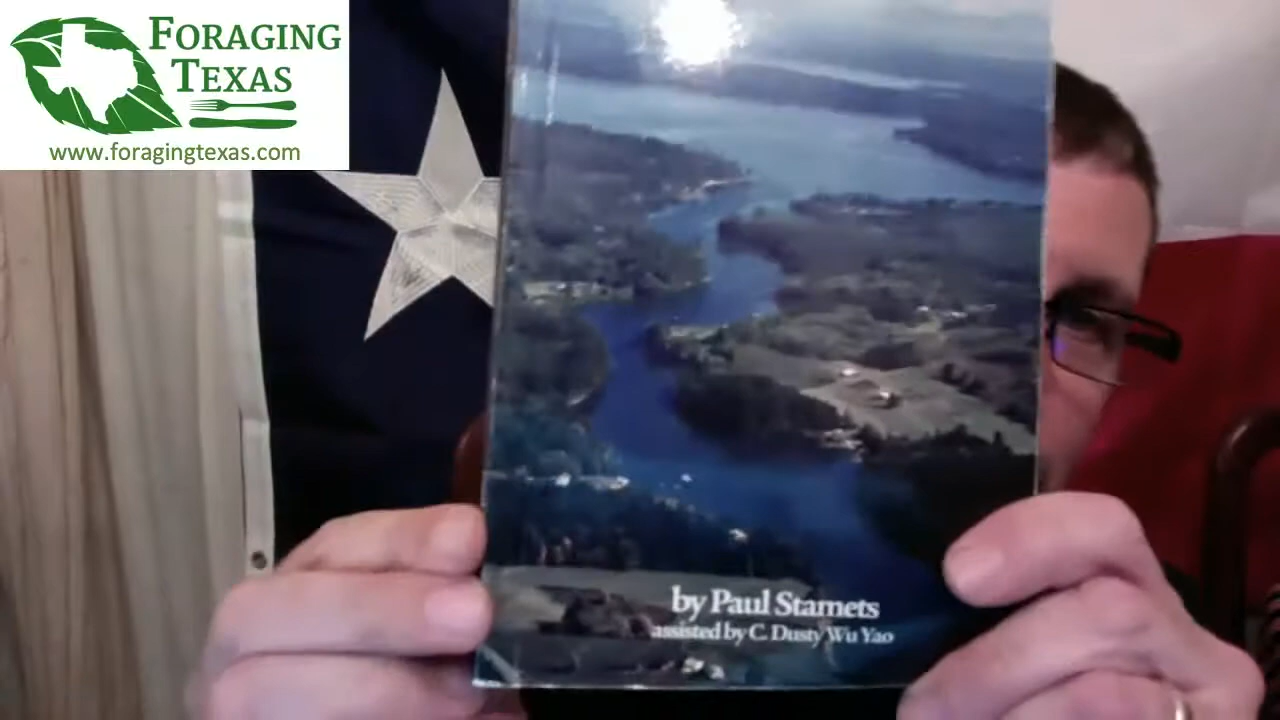 FORAGING
TEXAS
www.foragingtexas.com
by Paul Stamets
assisted by C. Dusty Wu Yao